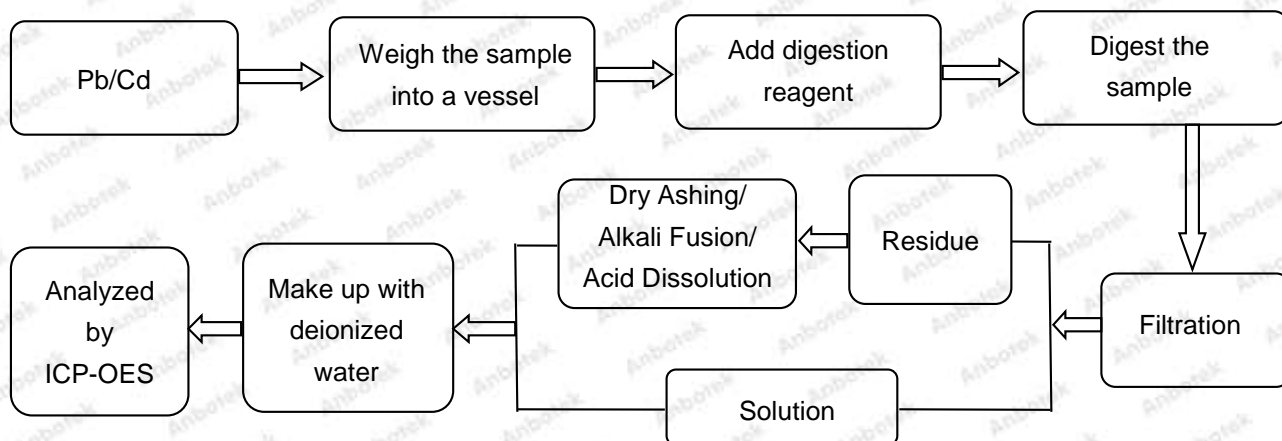 Pb/Cd
Weigh the sample
into a vessel
Add digestion
reagent
Digest the
sample
Filtration
Residue
Dry Ashing/
Alkali Fusion/
Acid Dissolution
Solution
Make up with
deionized
water
Analyzed
by
ICP-OES
Anbotek